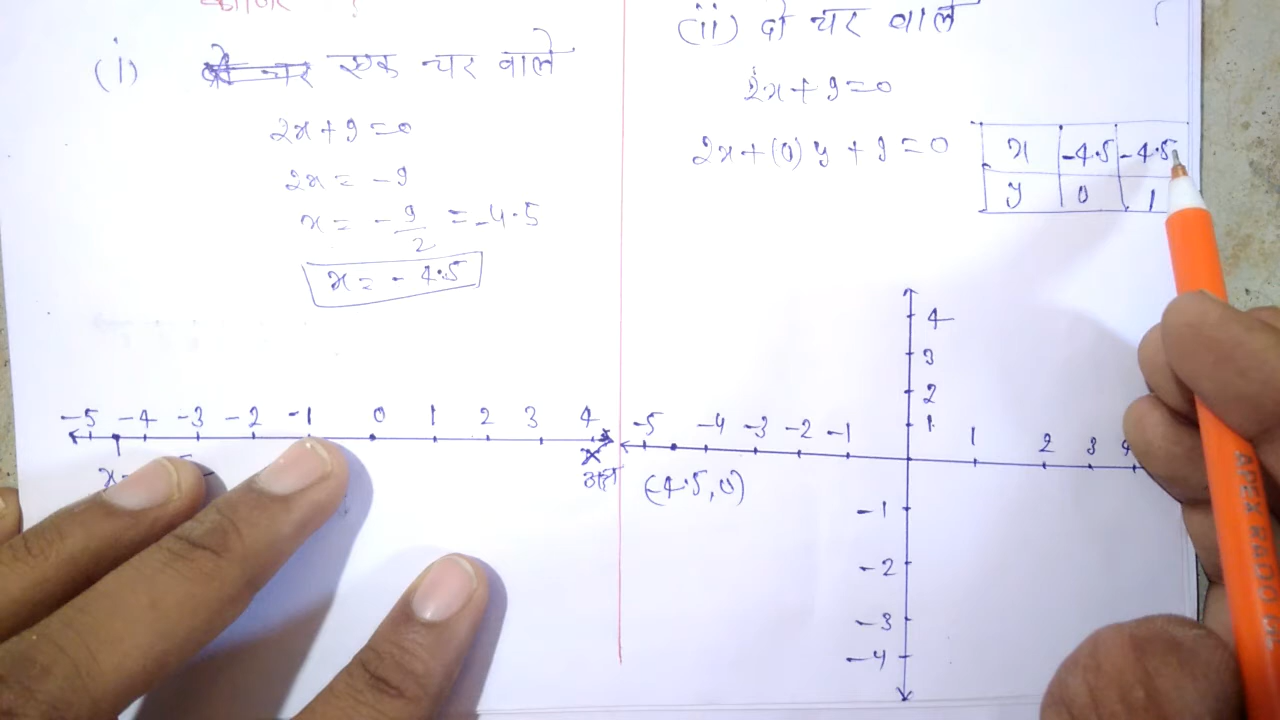 (i) एक चर वाले
2x + 9 = 0
2x = -9
x = -9/2 = -4.5
x = -4.5
-5 -4 -3 -2 -1 0 1 2 3 4
x
अक्ष
(ii) दो चर वाले
2x + 9 = 0
2x + (0) y + 9 = 0
x -4.5 -4.5
y 0 1
4
3
2
1
-5 -4 -3 -2 -1 1 2 3 4
(-4.5, 0)
-1
-2
-3
-4